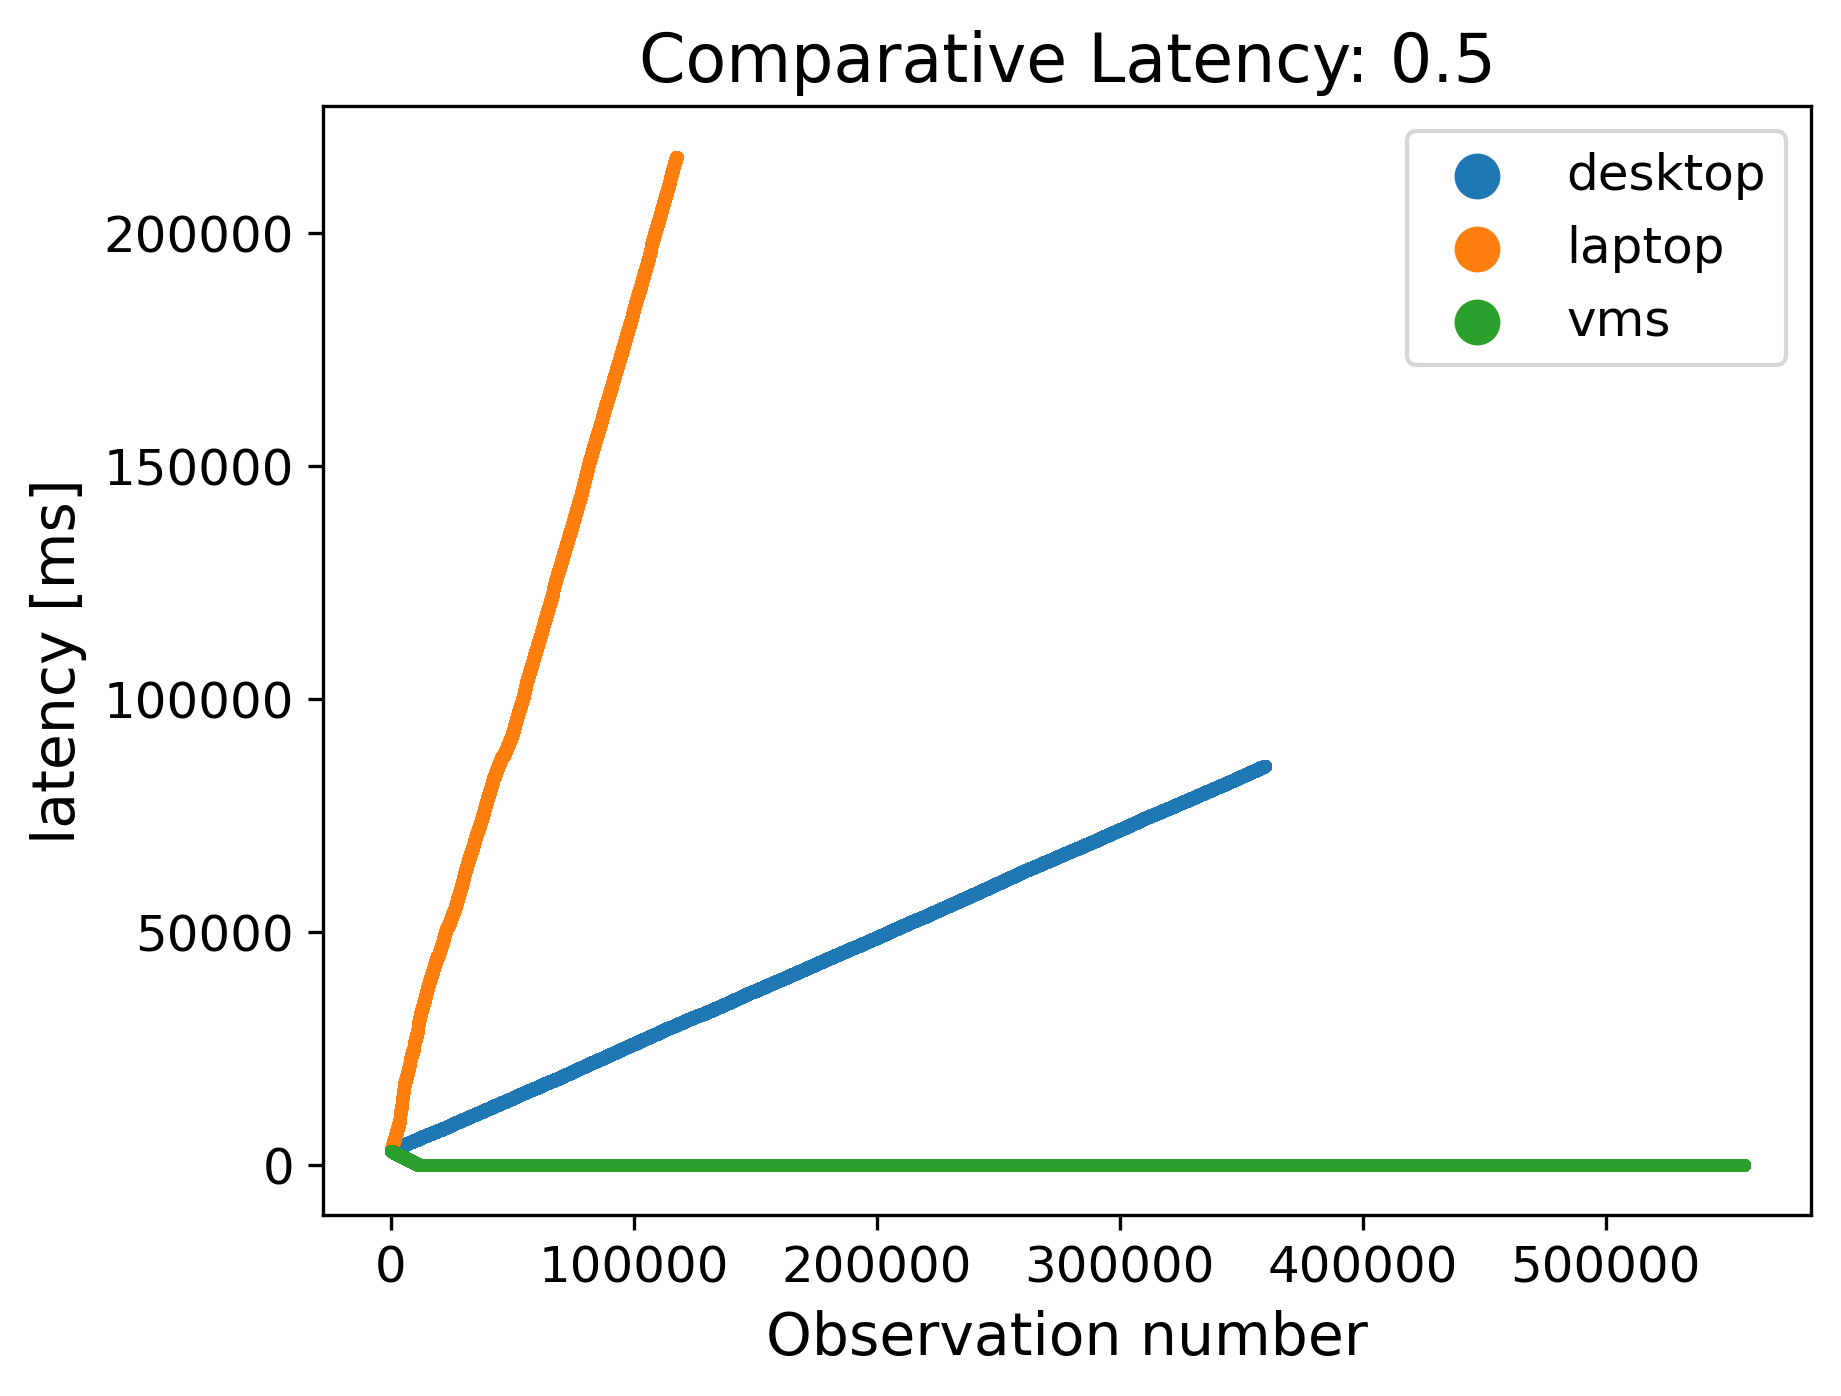 Comparative Latency: 0.5
desktop
laptop
vms
latency [ms]
200000
150000
100000
50000
0
0 100000 200000 300000 400000 500000
Observation number